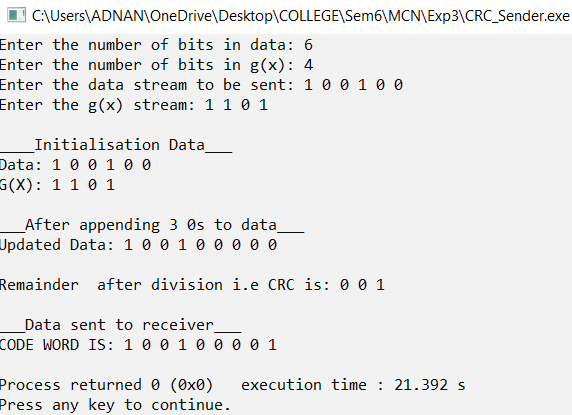 C:\Users\ADNAN\OneDrive\Desktop\COLLEGE\Sem6\MCN\Exp3\CRC_Sender.exe
Enter the number of bits in data: 6
Enter the number of bits in g(x): 4
Enter the data stream to be sent: 1 0 0 1 0 0
Enter the g(x) stream: 1 1 0 1
____Initialisation Data___
Data: 1 0 0 1 0 0
G(X): 1 1 0 1
___After appending 3 0s to data___
Updated Data: 1 0 0 1 0 0 0 0 0
Remainder  after division i.e CRC is: 0 0 1
___Data sent to receiver___
CODE WORD IS: 1 0 0 1 0 0 0 0 1
Process returned 0 (0x0)   execution time : 21.392 s
Press any key to continue.